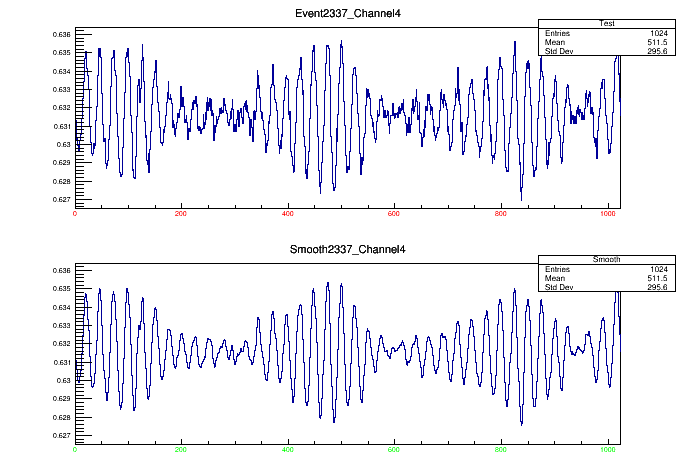 Event2337_Channel4
Test
Entries 1024
Mean 511.5
Std Dev 295.6
0.636
0.635
0.634
0.633
0.632
0.631
0.63
0.629
0.628
0.627
0 200 400 600 800 1000
Smooth2337_Channel4
Smooth
Entries 1024
Mean 511.5
Std Dev 295.6
0.636
0.635
0.634
0.633
0.632
0.631
0.63
0.629
0.628
0.627
0 200 400 600 800 1000